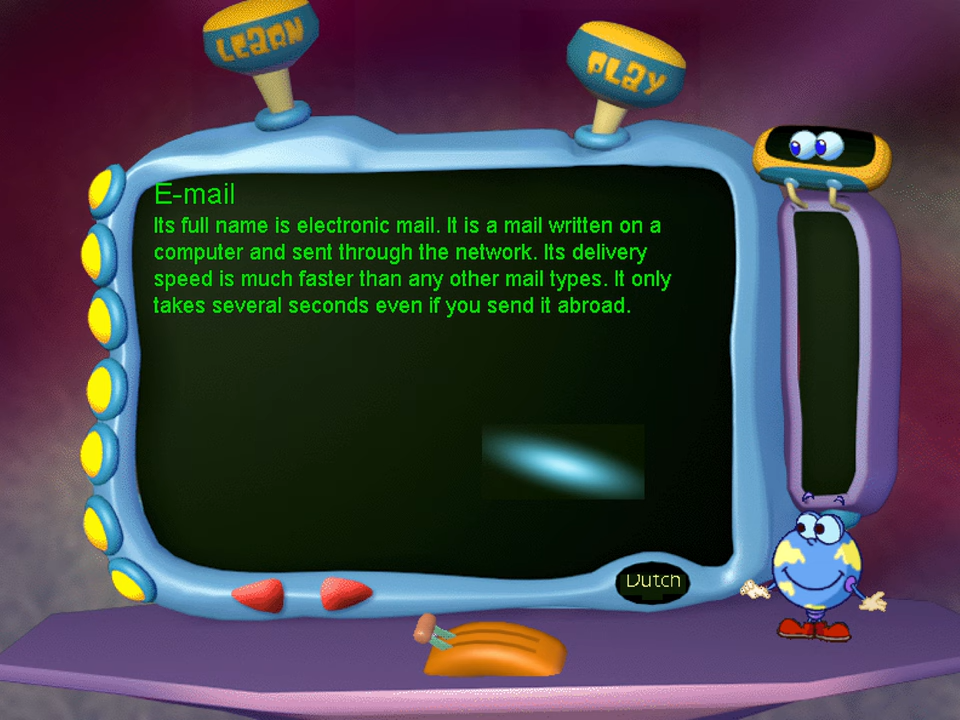 LEARN
PLAY
E-mail
Its full name is electronic mail. It is a mail written on a
computer and sent through the network. Its delivery
speed is much faster than any other mail types. It only
takes several seconds even if you send it abroad.
Dutch